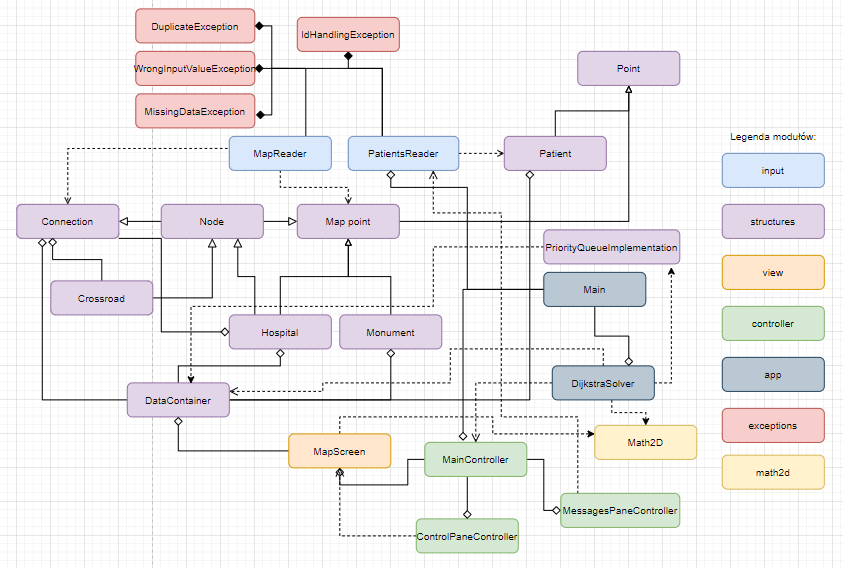 DuplicateException
IdHandlingException
WrongInputValueException
Point
MissingDataException
Legenda modułów:
MapReader
PatientsReader
Patient
input
Connection
Node
Map point
structures
PriorityQueueImplementation
view
Main
Crossroad
controller
Hospital
Monument
DijkstraSolver
app
DataContainer
exceptions
Math2D
MapScreen
MainController
math2d
MessagesPaneController
ControlPaneController